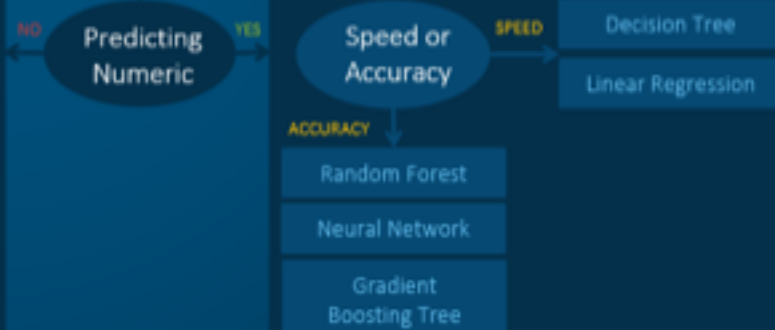 NO
Predicting
Numeric
YES
Speed or
Accuracy
SPEED
Decision Tree
Linear Regression
ACCURACY
Random Forest
Neural Network
Gradient
Boosting Tree